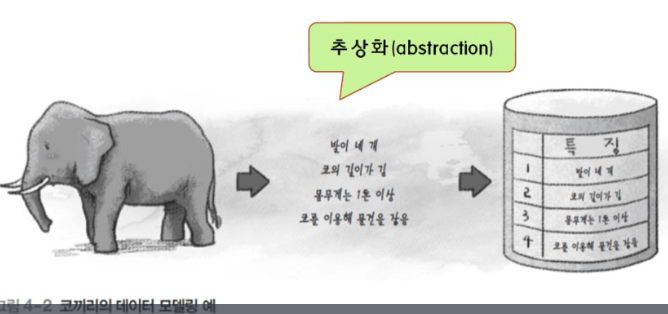 추상화(abstraction)
발이 네 개
코의 길이가 김
몸무게는 1톤 이상
코를 이용해 물건을 잡음
특징
1 발이 네 개
2 코의 길이가 김
3 몸무게는 1톤 이상
4 코를 이용해 물건을 잡음
그림 4-2 코끼리의 데이터 모델링 예